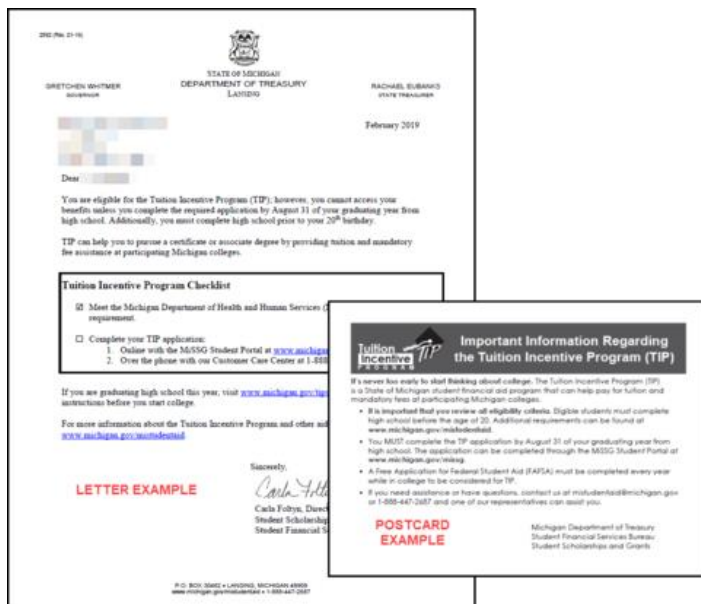 STATE OF MICHIGAN
GRETCHEN WHITMER
GOVERNOR
DEPARTMENT OF TREASURY
LANSING
RACHAEL EUBANKS
STATE TREASURER
February 2019
Dear
You are eligible for the Tuition Incentive Program (TIP); however, you cannot access your
benefits unless you complete the required application by August 31 of your graduating year from
high school. Additionally, you must complete high school prior to your 20th birthday.
TIP can help you to pursue a certificate or associate degree by providing tuition and mandatory
fee assistance at participating Michigan colleges.
Tuition Incentive Program Checklist
☑ Meet the Michigan Department of Health and Human Services
requirement.
☐ Complete your TIP application:
1. Online with the MiSSG Student Portal at www.michigan
2. Over the phone with our Customer Care Center at 1-888
If you are graduating high school this year, visit www.michigan.gov/
instructions before you start college.
For more information about the Tuition Incentive Program and other aid
www.michigan.gov/mistudentaid
Sincerely,
Carla Foltyn, Direc
Student Scholarship
Student Financial S
LETTER EXAMPLE
P.O. BOX 30462 • LANSING, MICHIGAN 48909
www.michigan.gov/mistudentaid • 1-888-447-2687
Tuition
Incentive
PROGRAM
TIP
Important Information Regarding
the Tuition Incentive Program (TIP)
It's never too early to start thinking about college. The Tuition Incentive Program (TIP)
is a State of Michigan student financial aid program that can help pay for tuition and
mandatory fees at participating Michigan colleges.
• It is important that you review all eligibility criteria. Eligible students must complete
high school before the age of 20. Additional requirements can be found at
www.michigan.gov/mistudentaid.
• You MUST complete the TIP application by August 31 of your graduating year from
high school. The application can be completed through the MiSSG Student Portal at
www.michigan.gov/missg.
• A Free Application for Federal Student Aid (FAFSA) must be completed every year
while in college to be considered for TIP.
• If you need assistance or have questions, contact us at mistudentaid@michigan.gov
or 1-888-447-2687 and one of our representatives can assist you.
POSTCARD
EXAMPLE
Michigan Department of Treasury
Student Financial Services Bureau
Student Scholarships and Grants